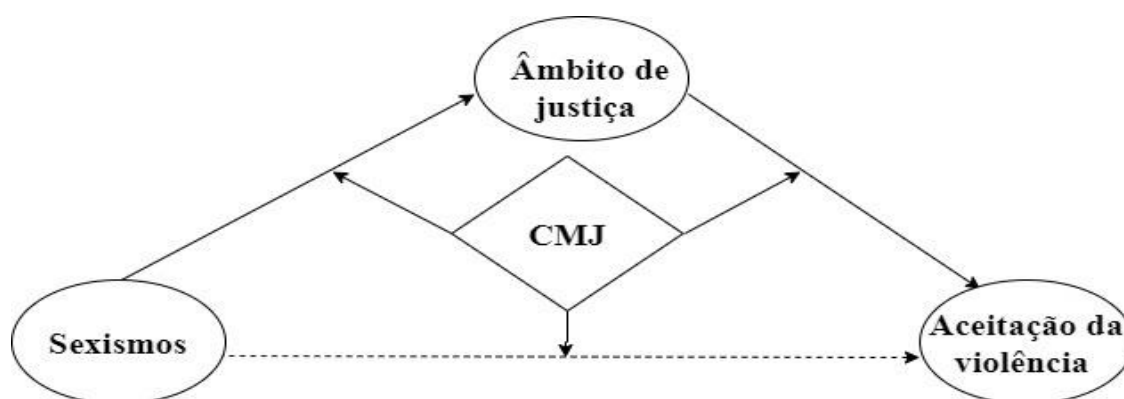 Âmbito de
justiça
CMJ
Sexismos
Aceitação da
violência